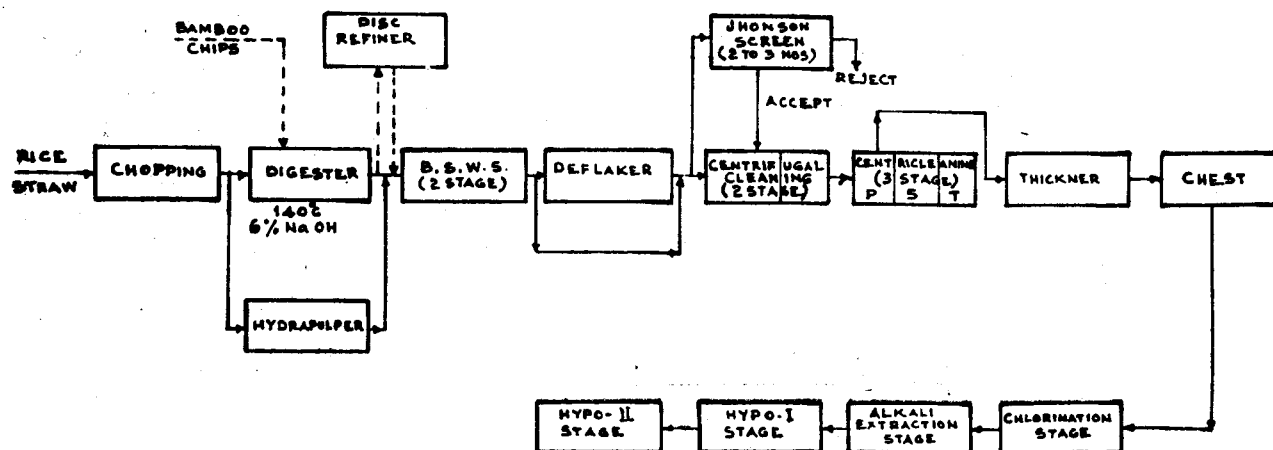 BAMBOO
CHIPS
DISC
REFINER
JHONSON
SCREEN
(2 TO 3 NOS)
REJECT
ACCEPT
RICE
STRAW
CHOPPING
DIGESTER
140°C
6% NaOH
B.S.W.S.
(2 STAGE)
DEFLAKER
CENTRIFUGAL
CLEANING
(2 STAGE)
CENTRICLEANING
(3 STAGE)
P S T
THICKNER
CHEST
HYDRAPULPER
HYPO-II
STAGE
HYPO-I
STAGE
ALKALI
EXTRACTION
STAGE
CHLORINATION
STAGE